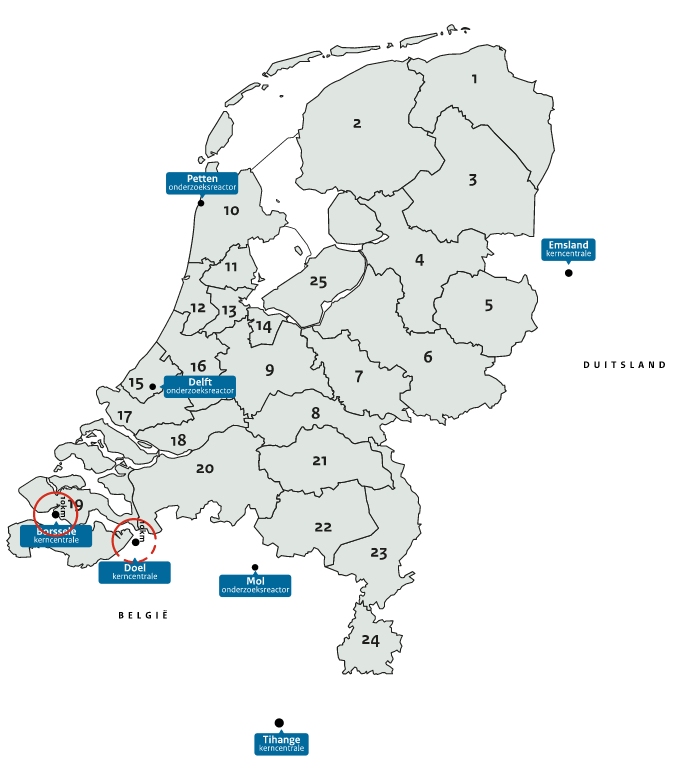 1
2
3
Petten
onderzoeksreactor
10
Emsland
kerncentrale
4
11
25
5
12
13
14
DUITSLAND
6
16
9
7
15
Delft
onderzoeksreactor
17
8
18
21
20
10km
19
22
Borssele
kerncentrale
10km
23
Doel
kerncentrale
Mol
onderzoeksreactor
BELGIË
24
Tihange
kerncentrale